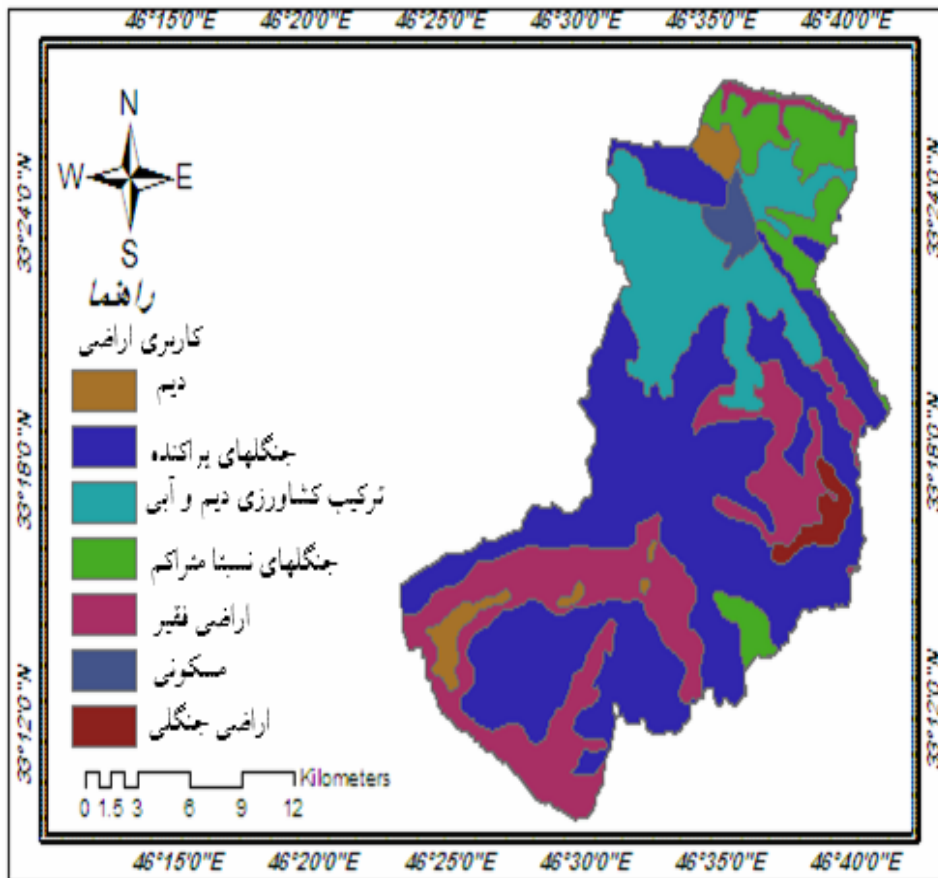 46°15'0"E 46°20'0"E 46°25'0"E 46°30'0"E 46°35'0"E 46°40'0"E
N
W E
S
33°24'0"N
33°18'0"N
33°12'0"N
33°24'0"N
33°18'0"N
33°12'0"N
راهنما
کاربری اراضی
دیم
جنگلهای پراکنده
ترکیب کشاورزی دیم و آبی
جنگلهای نسبتا متراکم
اراضی فقیر
مسکونی
اراضی جنگلی
Kilometers
0 1.5 3 6 9 12
46°15'0"E 46°20'0"E 46°25'0"E 46°30'0"E 46°35'0"E 46°40'0"E